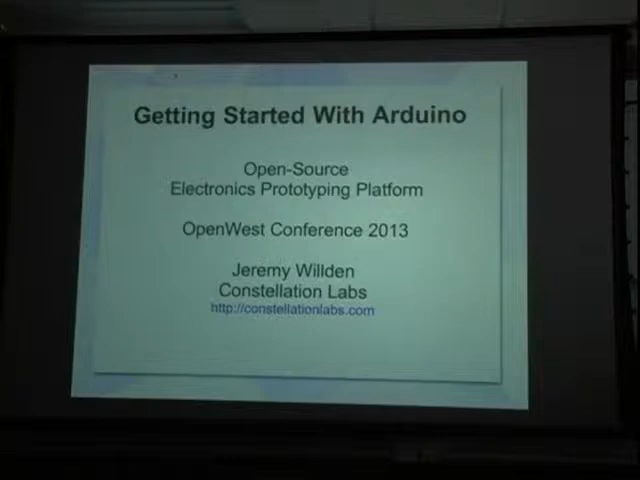 Getting Started With Arduino
Open-Source
Electronics Prototyping Platform
OpenWest Conference 2013
Jeremy Willden
Constellation Labs
http://constellationlabs.com